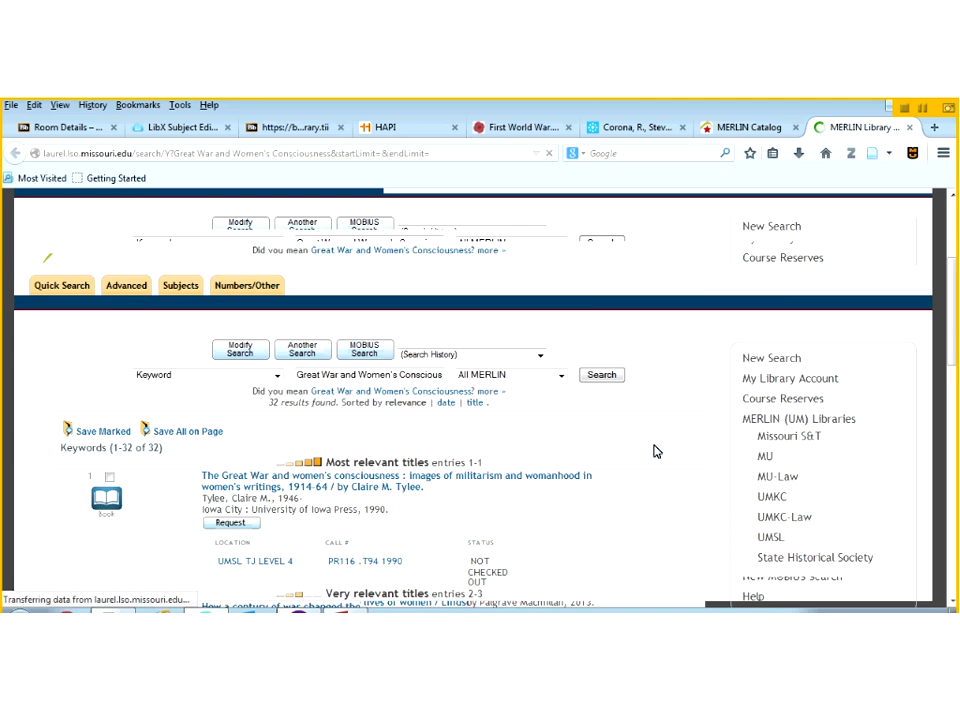 File Edit View History Bookmarks Tools Help
Room Details – ... LibX Subject Edi... https://b...rary.tii HAPI First World War.... Corona, R., Stev... MERLIN Catalog MERLIN Library ...
laurel.lso.missouri.edu/search/Y?Great War and Women's Consciousness&startLimit= &endLimit= Google
Most Visited Getting Started
Modify Another MOBIUS New Search
Did you mean Great War and Women's Consciousness? more » Course Reserves
Quick Search Advanced Subjects Numbers/Other
Modify Search Another Search MOBIUS Search (Search History) New Search
Keyword Great War and Women's Conscious All MERLIN Search My Library Account
Did you mean Great War and Women's Consciousness? more » Course Reserves
32 results found. Sorted by relevance | date | title .
MERLIN (UM) Libraries
Save Marked Save All on Page Missouri S&T
Keywords (1-32 of 32) MU
Most relevant titles entries 1-1
1 The Great War and women's consciousness : images of militarism and womanhood in MU-Law
women's writings, 1914-64 / by Claire M. Tylee.
Tylee, Claire M., 1946- UMKC
Iowa City : University of Iowa Press, 1990.
Book
Request UMKC-Law
LOCATION CALL # STATUS UMSL
UMSL TJ LEVEL 4 PR116 .T94 1990 NOT CHECKED OUT State Historical Society
New MOBIUS Search
Very relevant titles entries 2-3 Help
Transferring data from laurel.lso.missouri.edu...
How a century of war changed the lives of women / Lindsey Palgrave Macmillan, 2013.